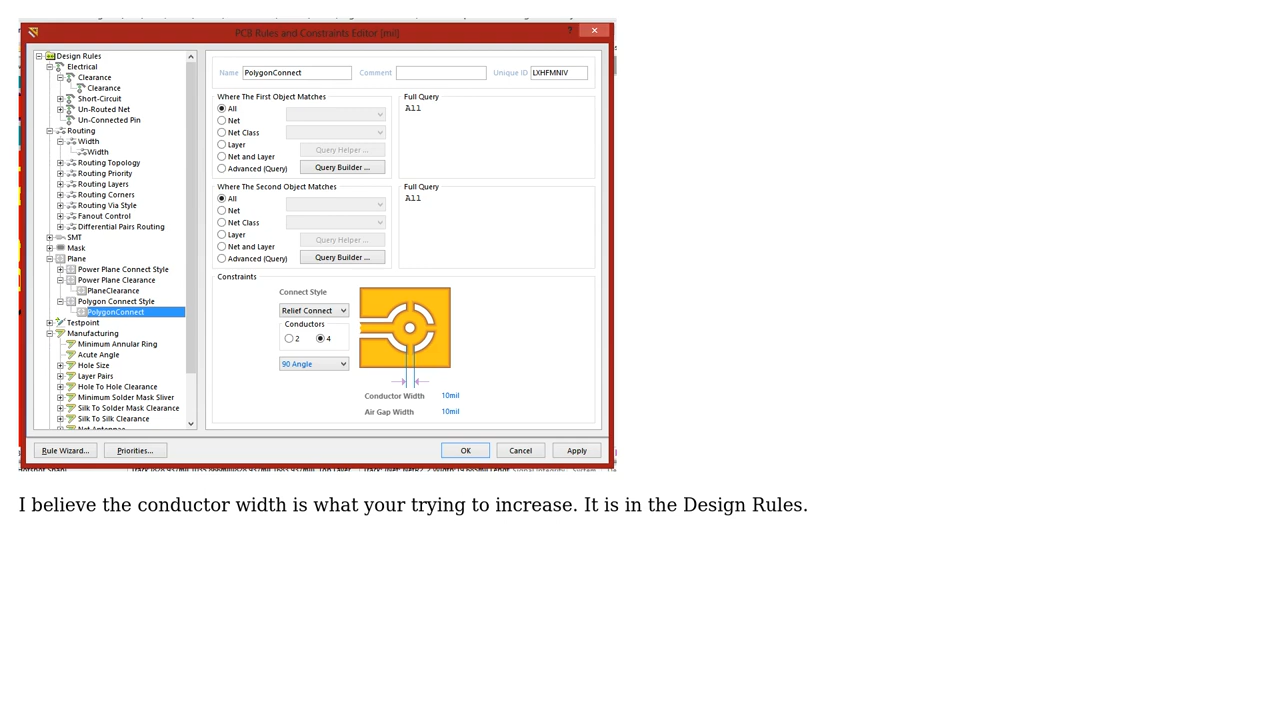 PCB Rules and Constraints Editor [mil]
Design Rules
Electrical
Clearance
Clearance
Short-Circuit
Un-Routed Net
Un-Connected Pin
Routing
Width
Width
Routing Topology
Routing Priority
Routing Layers
Routing Corners
Routing Via Style
Fanout Control
Differential Pairs Routing
SMT
Mask
Plane
Power Plane Connect Style
Power Plane Clearance
PlaneClearance
Polygon Connect Style
PolygonConnect
Testpoint
Manufacturing
Minimum Annular Ring
Acute Angle
Hole Size
Layer Pairs
Hole To Hole Clearance
Minimum Solder Mask Sliver
Silk To Solder Mask Clearance
Silk To Silk Clearance
Net Antennae
Name PolygonConnect Comment Unique ID LXHFMNIV
Where The First Object Matches
All
Net
Net Class
Layer
Net and Layer
Advanced (Query)
Query Helper ...
Query Builder ...
Full Query
All
Where The Second Object Matches
All
Net
Net Class
Layer
Net and Layer
Advanced (Query)
Query Helper ...
Query Builder ...
Full Query
All
Constraints
Connect Style
Relief Connect
Conductors
2 4
90 Angle
Conductor Width 10mil
Air Gap Width 10mil
Rule Wizard... Priorities... OK Cancel Apply
I believe the conductor width is what your trying to increase. It is in the Design Rules.